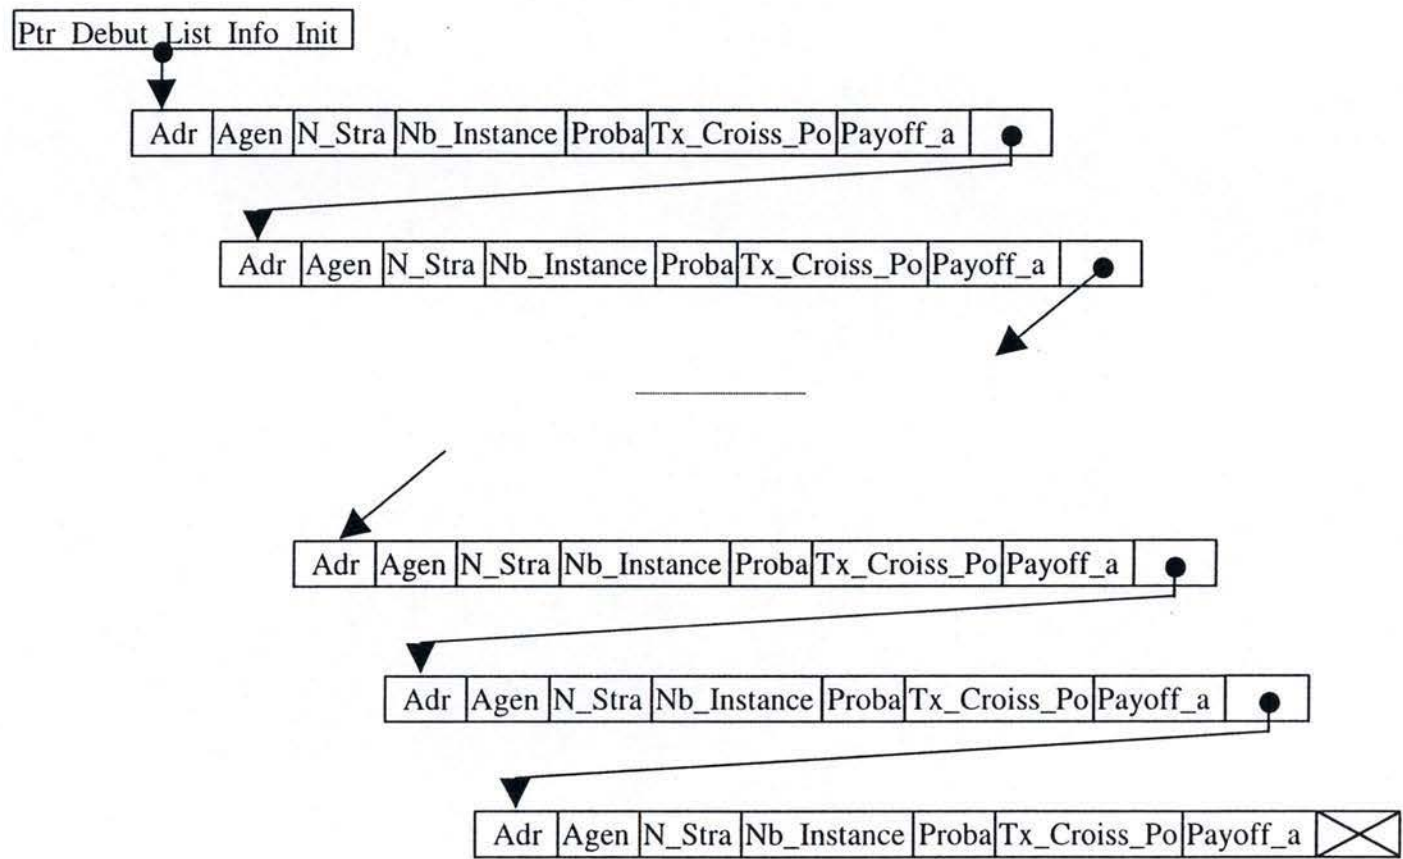 Ptr Debut List Info Init
Adr Agen N_Stra Nb_Instance Proba Tx_Croiss_Po Payoff_a
Adr Agen N_Stra Nb_Instance Proba Tx_Croiss_Po Payoff_a
Adr Agen N_Stra Nb_Instance Proba Tx_Croiss_Po Payoff_a
Adr Agen N_Stra Nb_Instance Proba Tx_Croiss_Po Payoff_a
Adr Agen N_Stra Nb_Instance Proba Tx_Croiss_Po Payoff_a